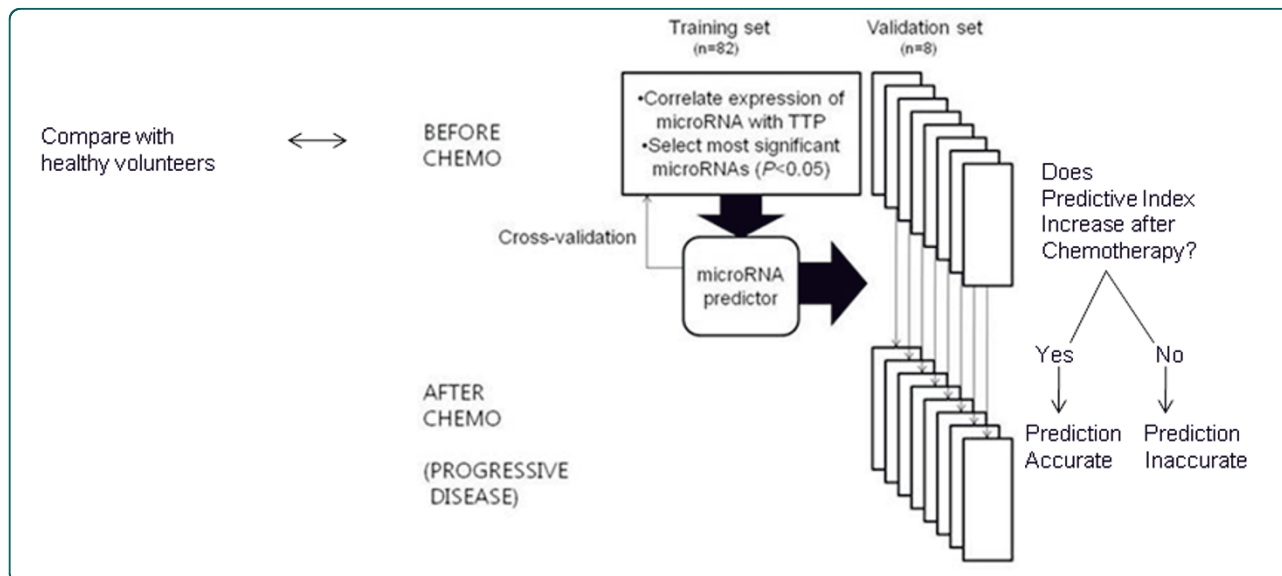 Training set
(n=82)
Validation set
(n=8)
Compare with
healthy volunteers
BEFORE
CHEMO
•Correlate expression of
microRNA with TTP
•Select most significant
microRNAs (P<0.05)
Does
Predictive Index
Increase after
Chemotherapy?
Cross-validation
microRNA
predictor
Yes
No
AFTER
CHEMO
(PROGRESSIVE
DISEASE)
Prediction
Accurate
Prediction
Inaccurate